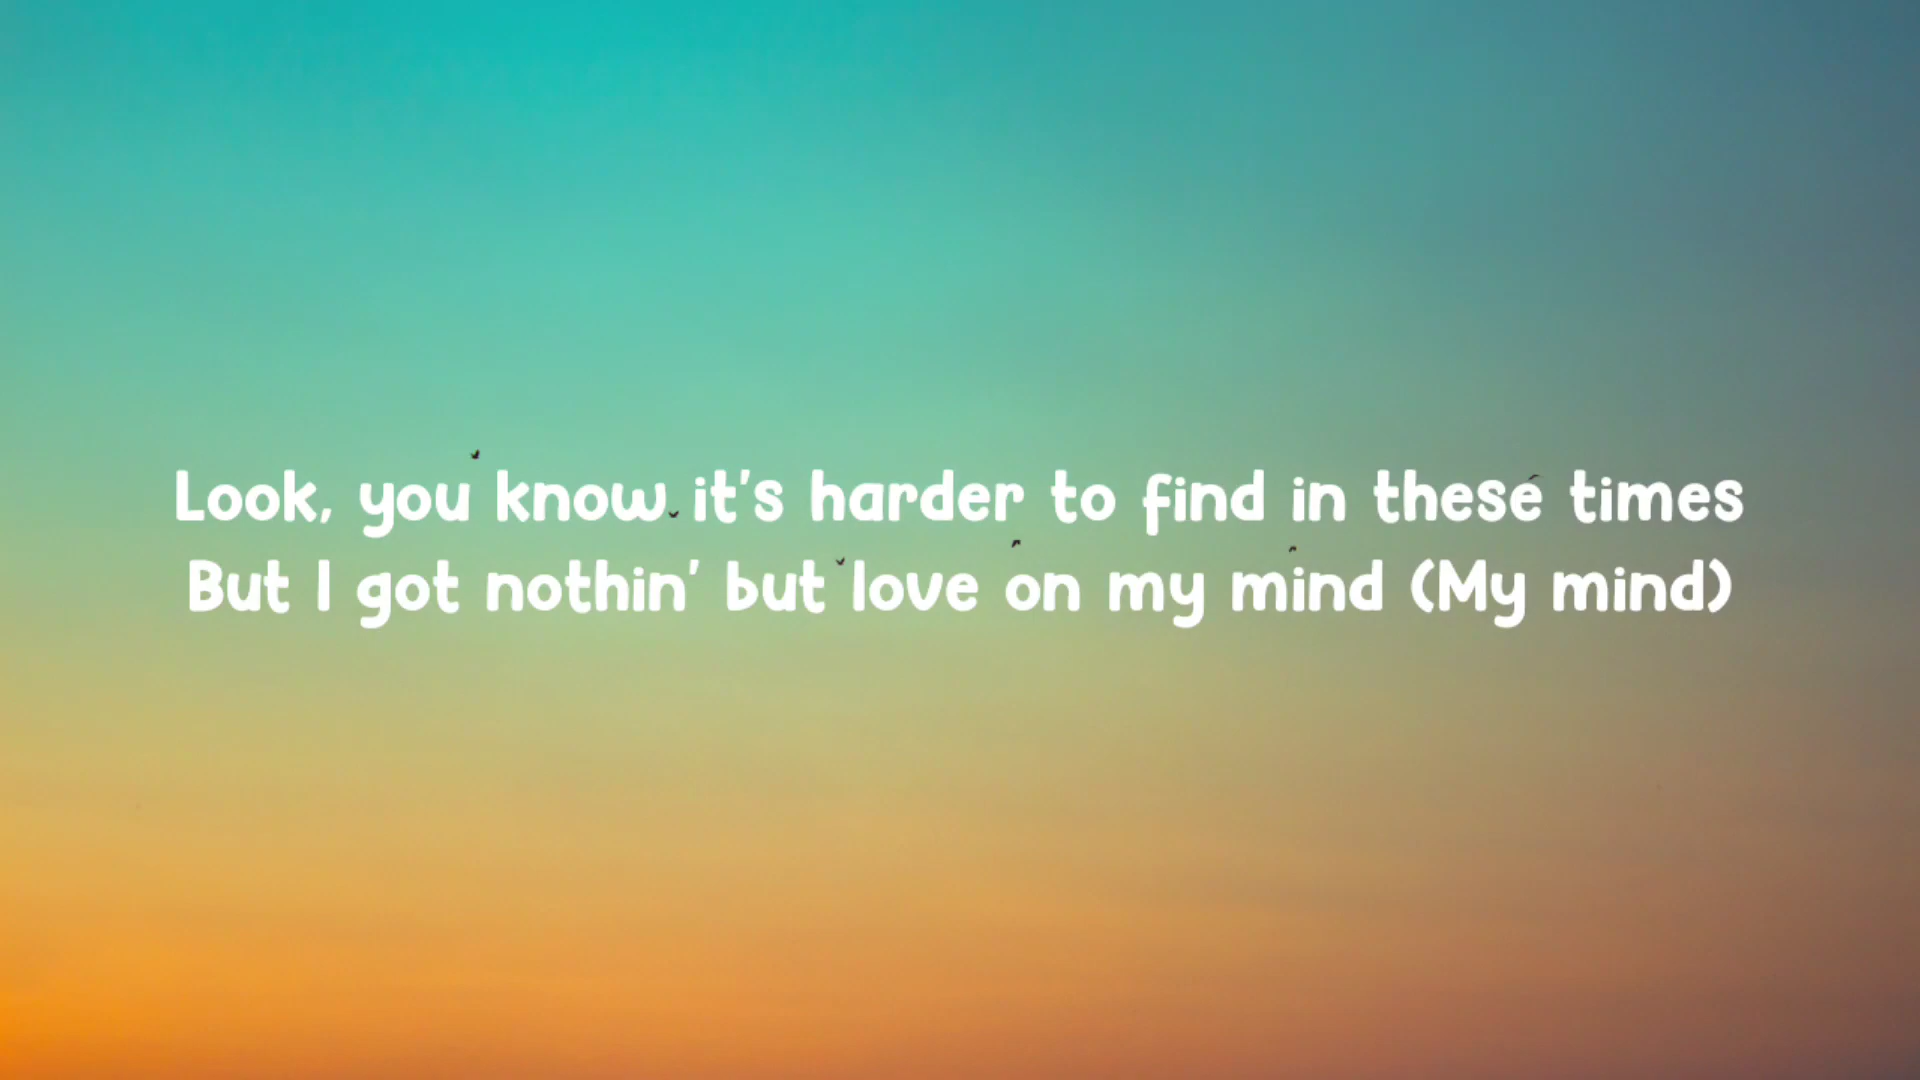 Look, you know it's harder to find in these times
But I got nothin' but love on my mind (My mind)